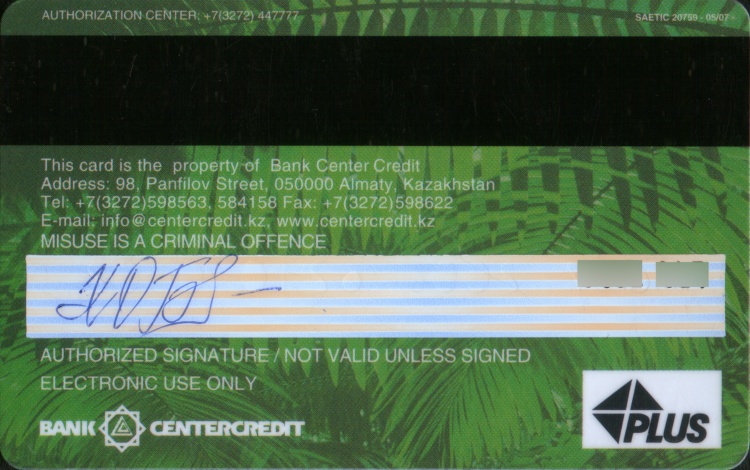 AUTHORIZATION CENTER: +7(3272) 447777
SAETIC 20759 - 05/07
This card is the property of Bank Center Credit
Address: 98, Panfilov Street, 050000 Almaty, Kazakhstan
Tel: +7(3272)598563, 584158 Fax: +7(3272)598622
E-mail: info@centercredit.kz, www.centercredit.kz
MISUSE IS A CRIMINAL OFFENCE
AUTHORIZED SIGNATURE / NOT VALID UNLESS SIGNED
ELECTRONIC USE ONLY
BANK CENTERCREDIT
PLUS